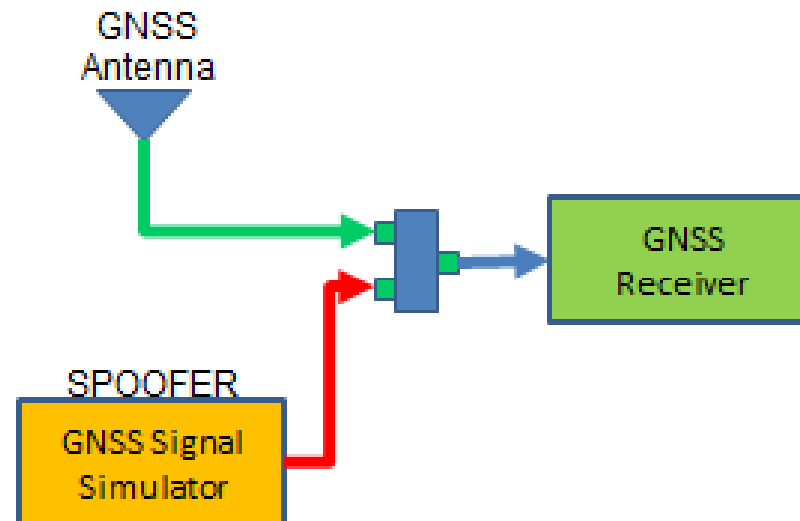 GNSS
Antenna
GNSS
Receiver
SPOOFER
GNSS Signal
Simulator